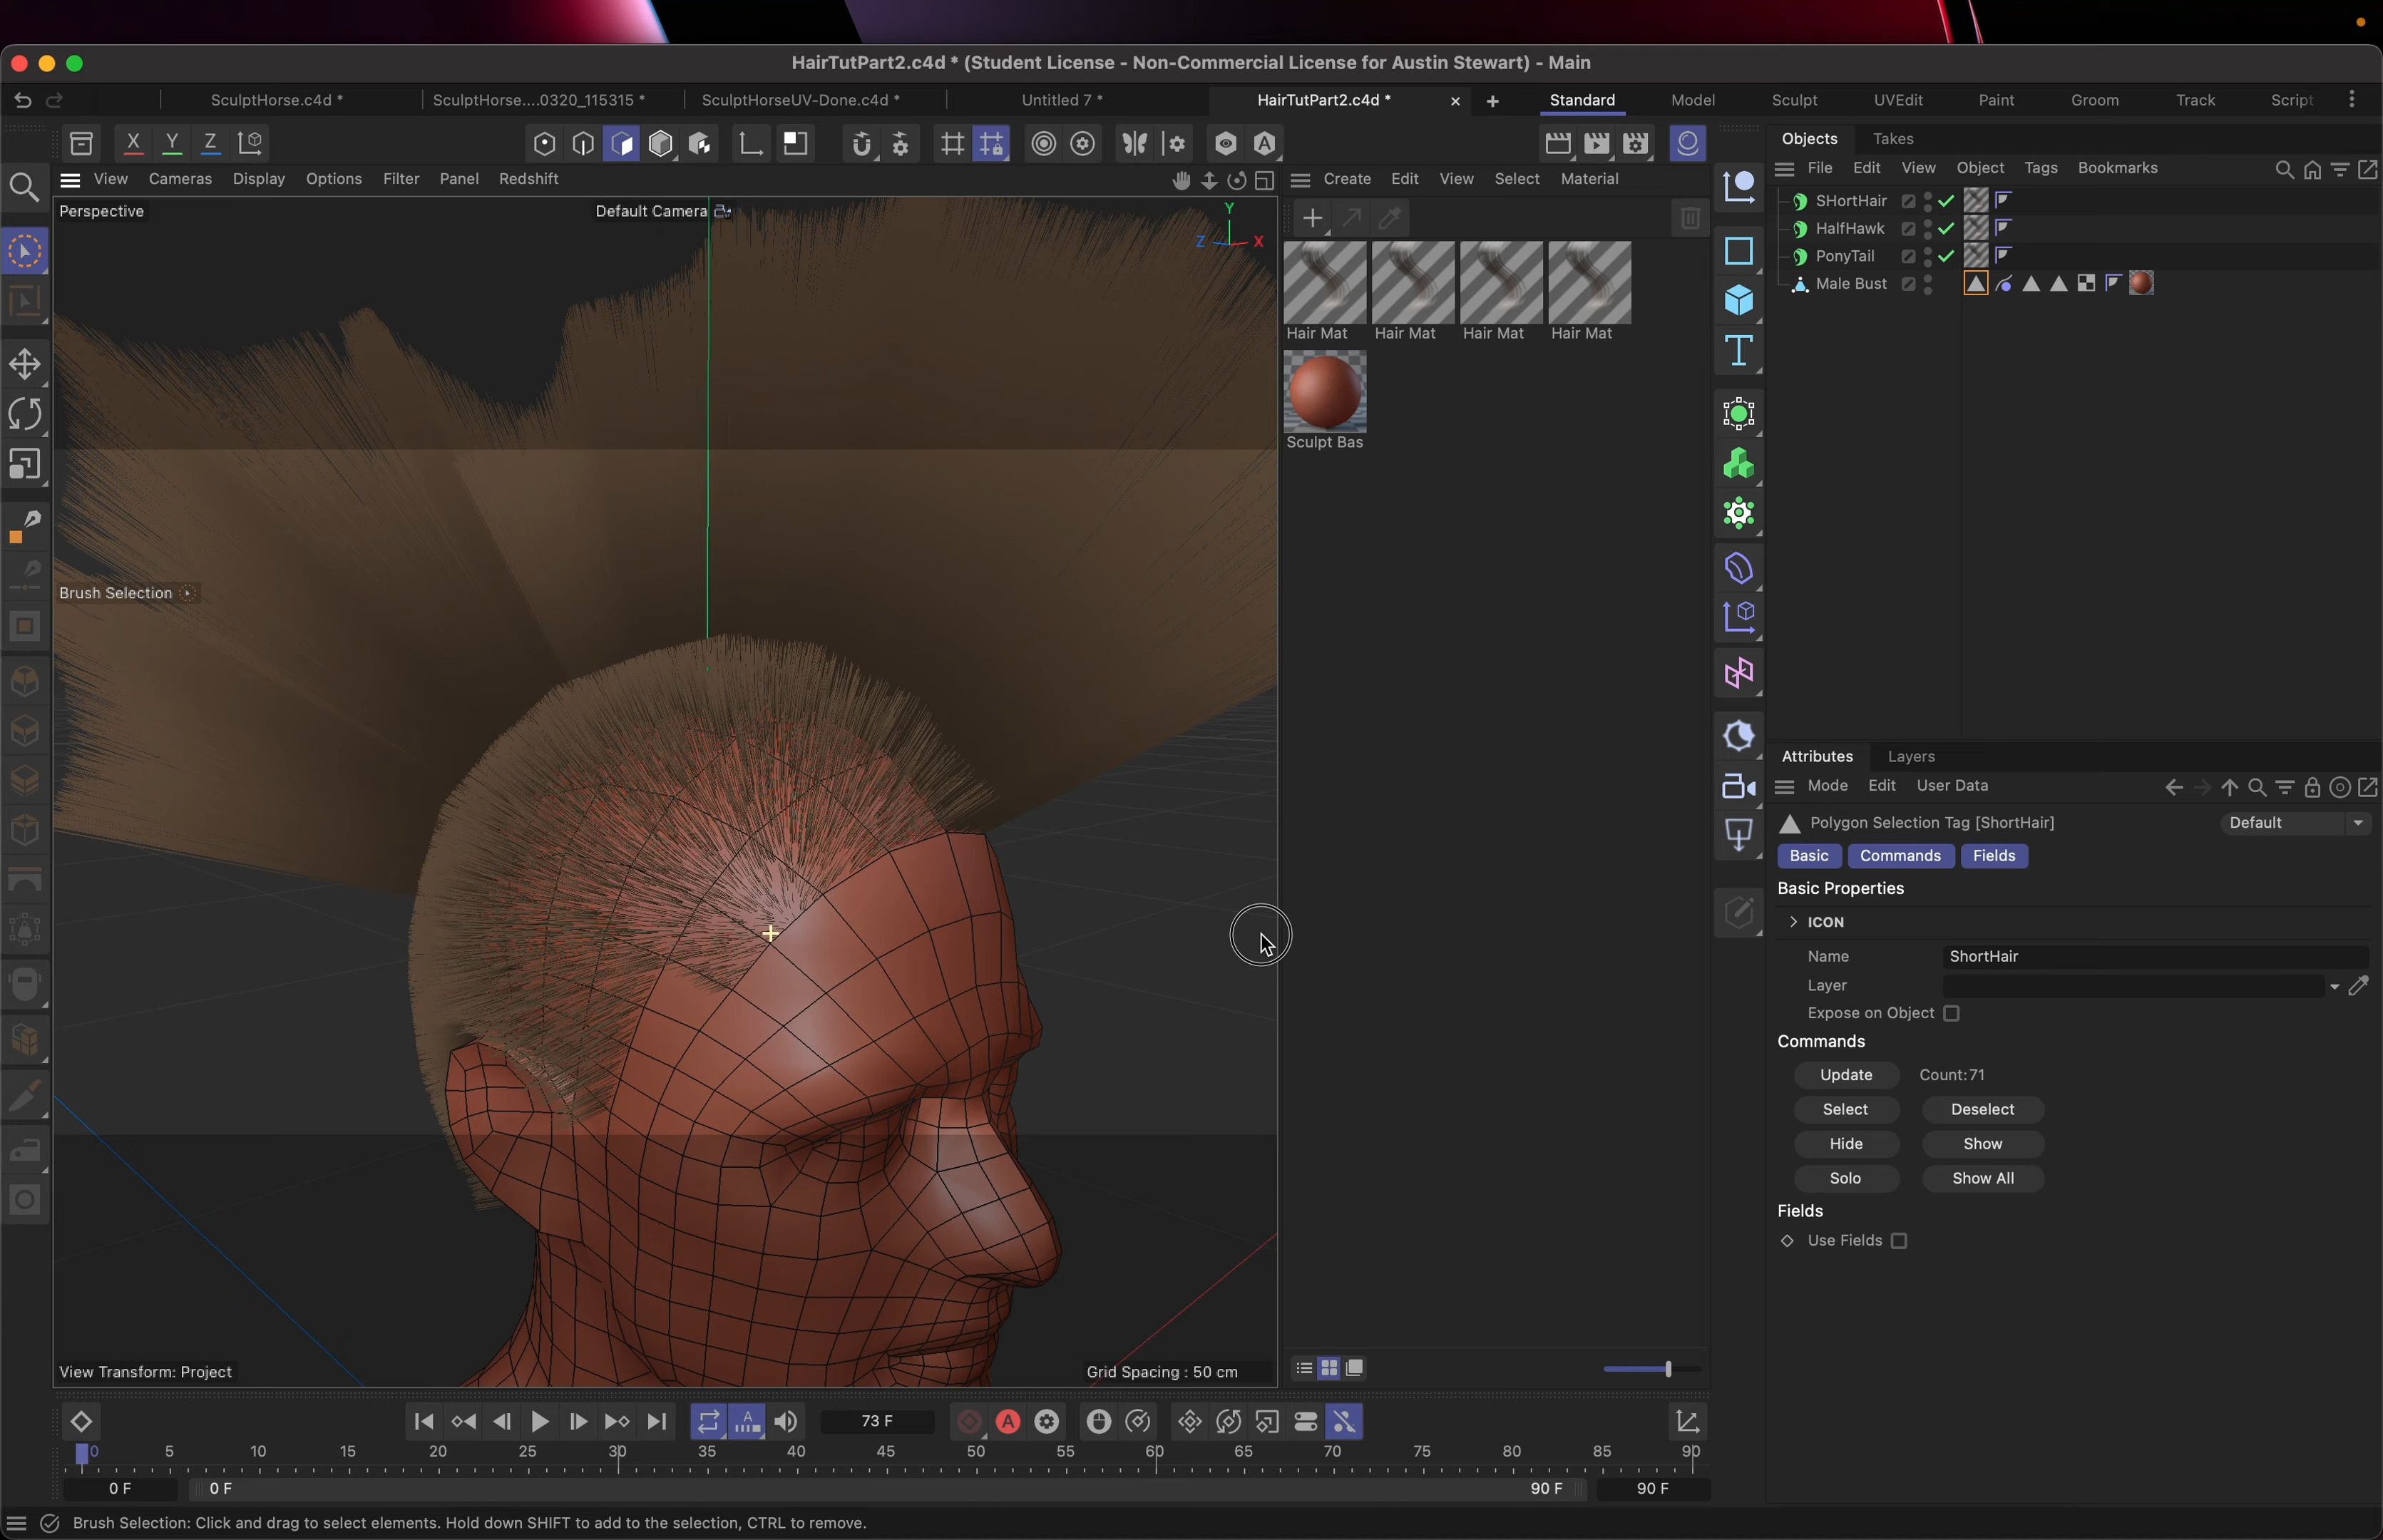 HairTutPart2.c4d * (Student License - Non-Commercial License for Austin Stewart) - Main
SculptHorse.c4d * SculptHorse....0320_115315 * SculptHorseUV-Done.c4d * Untitled 7 * HairTutPart2.c4d * Standard Model Sculpt UVEdit Paint Groom Track Script
X Y Z A
Objects Takes
View Cameras Display Options Filter Panel Redshift
Create Edit View Select Material
File Edit View Object Tags Bookmarks
Perspective
Default Camera
Y
Z X
SHortHair
HalfHawk
PonyTail
Male Bust
Hair Mat Hair Mat Hair Mat Hair Mat
Sculpt Bas
Brush Selection
Attributes Layers
Mode Edit User Data
Polygon Selection Tag [ShortHair] Default
Basic Commands Fields
Basic Properties
ICON
Name ShortHair
Layer
Expose on Object
Commands
Update Count:71
Select Deselect
Hide Show
Solo Show All
Fields
Use Fields
View Transform: Project
Grid Spacing : 50 cm
A 73 F A
0 5 10 15 20 25 30 35 40 45 50 55 60 65 70 75 80 85 90
0 F 0 F 90 F 90 F
Brush Selection: Click and drag to select elements. Hold down SHIFT to add to the selection, CTRL to remove.